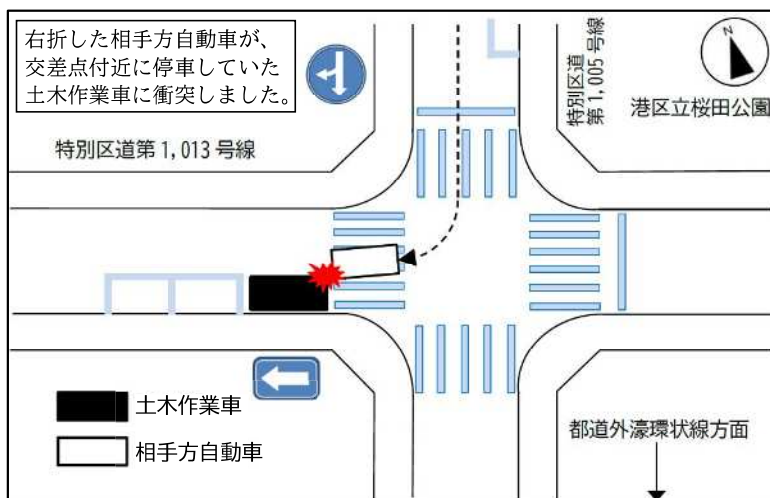 右折した相手方自動車が、
交差点付近に停車していた
土木作業車に衝突しました。
特別区道第1,013号線
特別区道
第1,005号線
N
港区立桜田公園
土木作業車
相手方自動車
都道外濠環状線方面